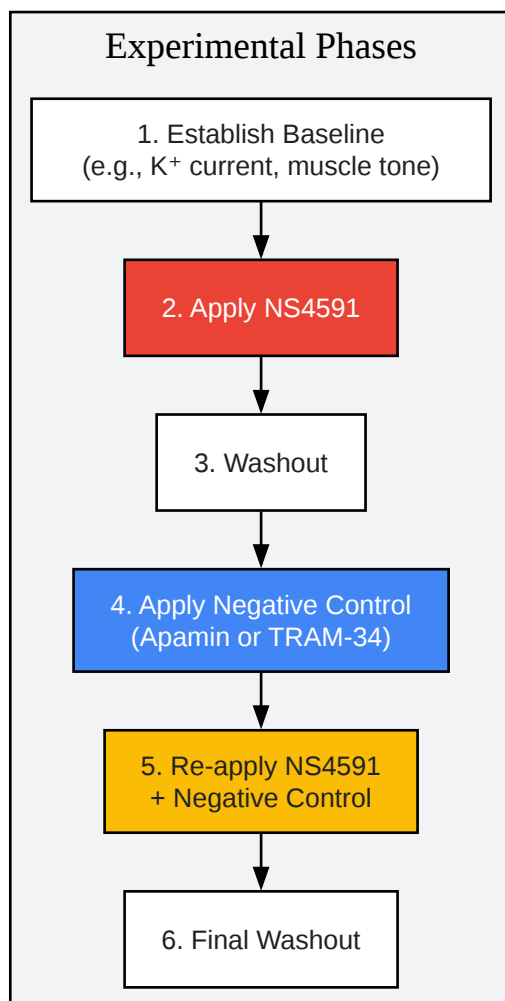 Experimental Phases
1. Establish Baseline
(e.g., K⁺ current, muscle tone)
2. Apply NS4591
3. Washout
4. Apply Negative Control
(Apamin or TRAM-34)
5. Re-apply NS4591
+ Negative Control
6. Final Washout